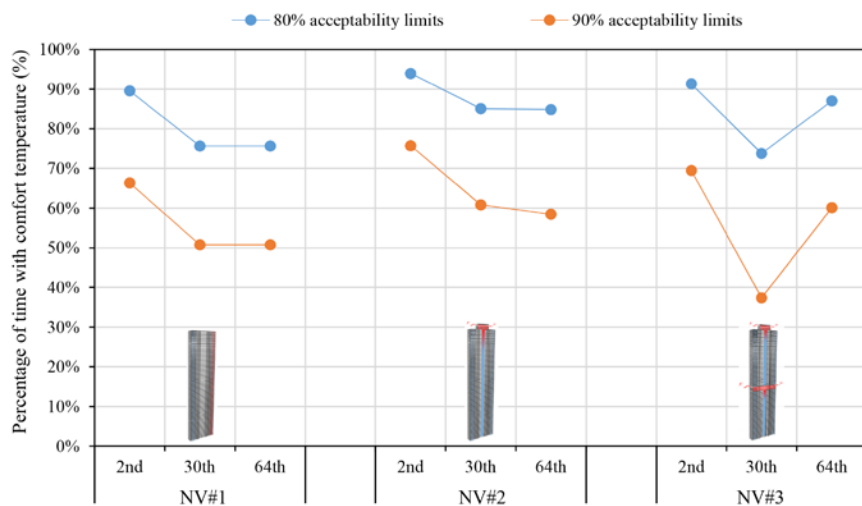 80% acceptability limits 90% acceptability limits
Percentage of time with comfort temperature (%)
100%
90%
80%
70%
60%
50%
40%
30%
20%
10%
0%
2nd 30th 64th 2nd 30th 64th 2nd 30th 64th
NV#1 NV#2 NV#3